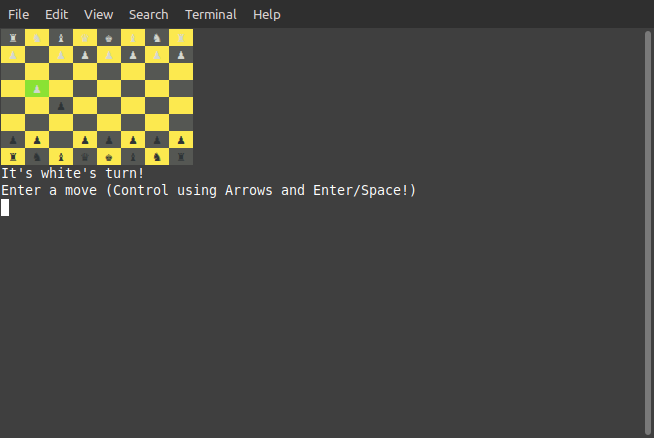 File Edit View Search Terminal Help
It's white's turn!
Enter a move (Control using Arrows and Enter/Space!)